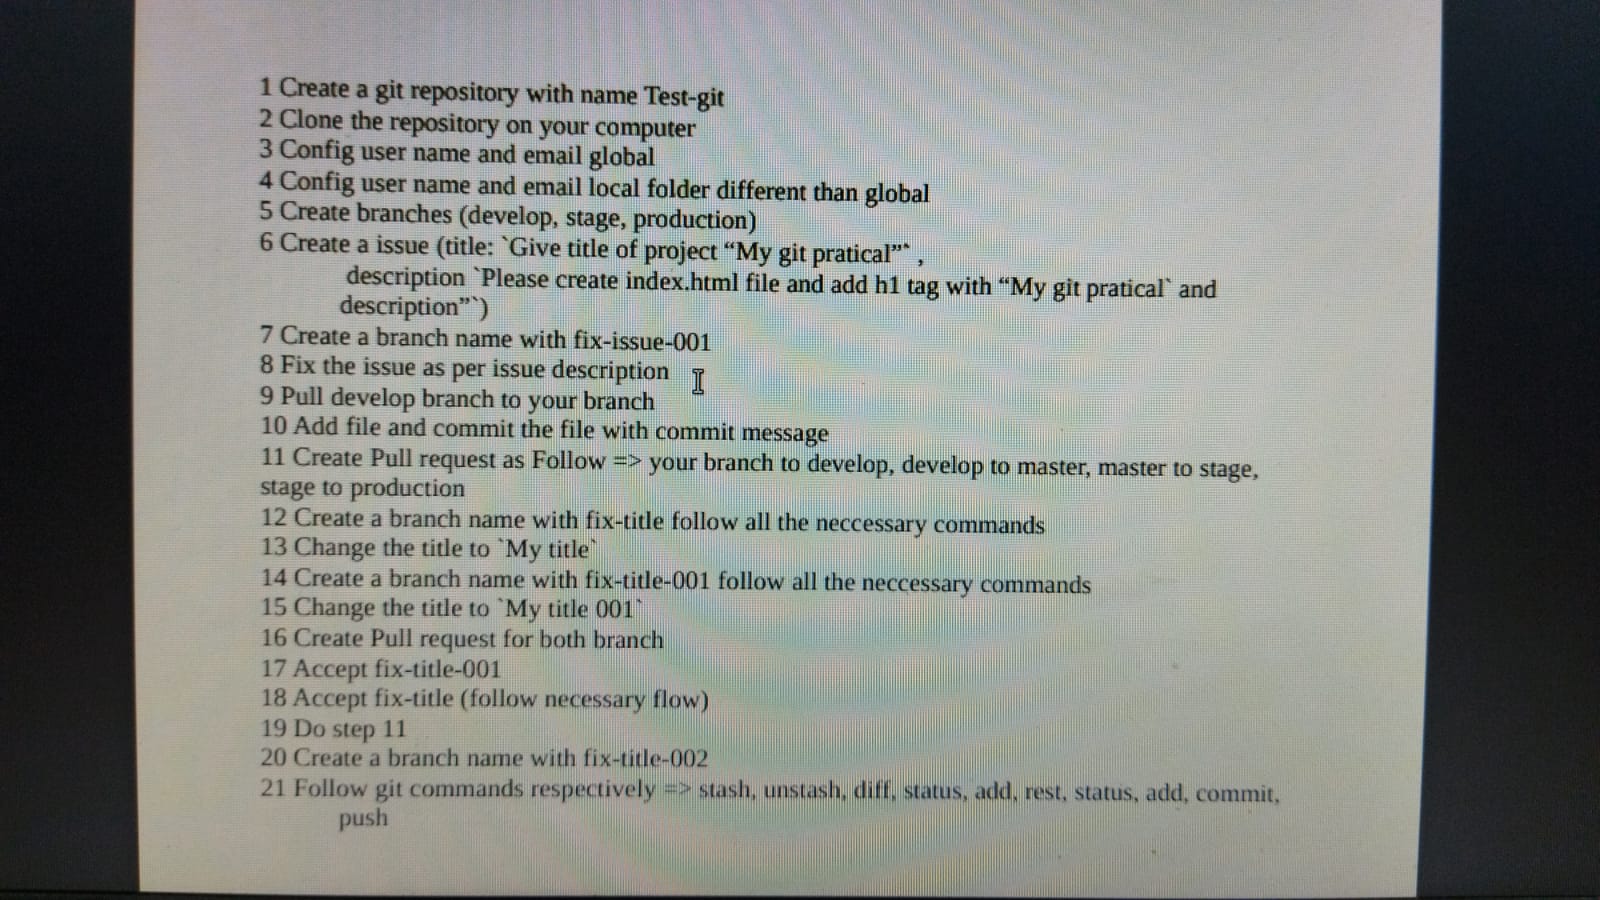 1 Create a git repository with name Test-git
2 Clone the repository on your computer
3 Config user name and email global
4 Config user name and email local folder different than global
5 Create branches (develop, stage, production)
6 Create a issue (title: `Give title of project “My git pratical”` ,
description `Please create index.html file and add h1 tag with “My git pratical` and
description”`)
7 Create a branch name with fix-issue-001
8 Fix the issue as per issue description
9 Pull develop branch to your branch
10 Add file and commit the file with commit message
11 Create Pull request as Follow => your branch to develop, develop to master, master to stage,
stage to production
12 Create a branch name with fix-title follow all the neccessary commands
13 Change the title to `My title`
14 Create a branch name with fix-title-001 follow all the neccessary commands
15 Change the title to `My title 001`
16 Create Pull request for both branch
17 Accept fix-title-001
18 Accept fix-title (follow necessary flow)
19 Do step 11
20 Create a branch name with fix-title-002
21 Follow git commands respectively => stash, unstash, diff, status, add, rest, status, add, commit,
push